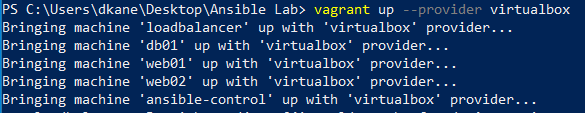 PS C:\Users\dkane\Desktop\Ansible Lab> vagrant up --provider virtualbox
Bringing machine 'loadbalancer' up with 'virtualbox' provider...
Bringing machine 'db01' up with 'virtualbox' provider...
Bringing machine 'web01' up with 'virtualbox' provider...
Bringing machine 'web02' up with 'virtualbox' provider...
Bringing machine 'ansible-control' up with 'virtualbox' provider...